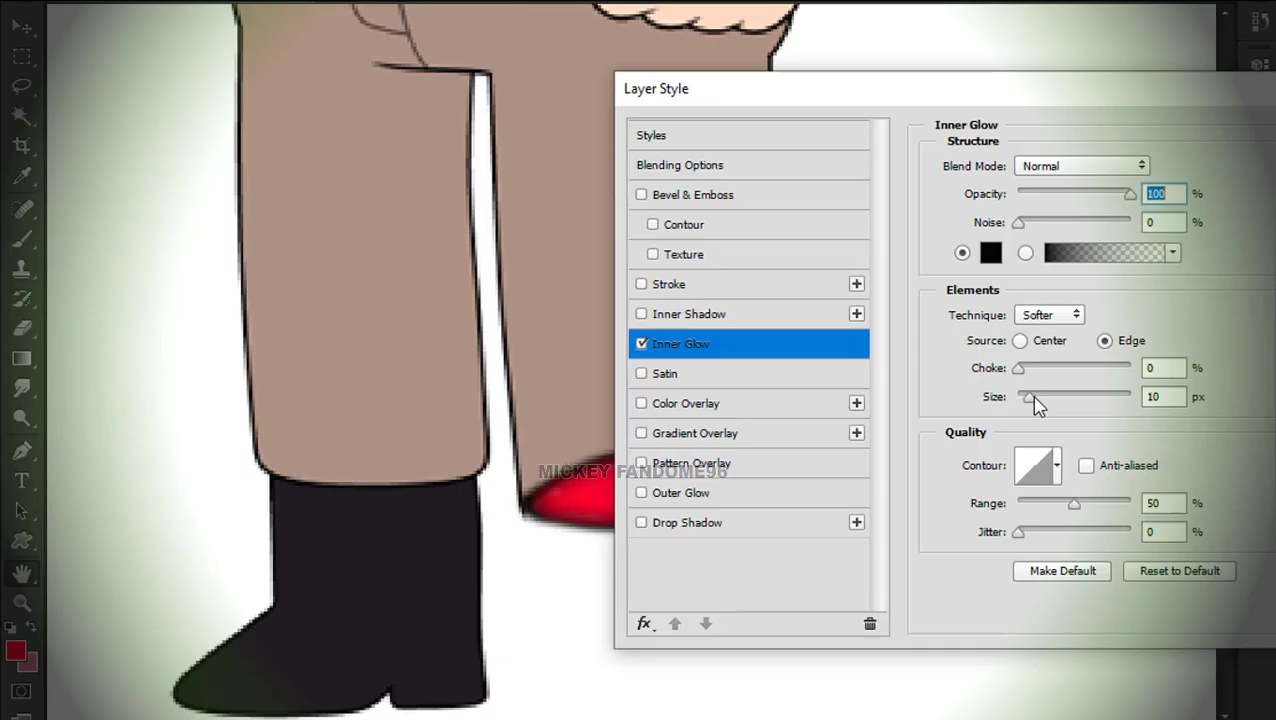 Layer Style
Styles
Blending Options
Bevel & Emboss
Contour
Texture
Stroke
Inner Shadow
Inner Glow
Satin
Color Overlay
Gradient Overlay
Pattern Overlay
Outer Glow
Drop Shadow
fx
Inner Glow
Structure
Blend Mode: Normal
Opacity: 100 %
Noise: 0 %
Elements
Technique: Softer
Source: Center Edge
Choke: 0 %
Size: 10 px
Quality
Contour: Anti-aliased
Range: 50 %
Jitter: 0 %
Make Default Reset to Default
MICKEY FANDOME96